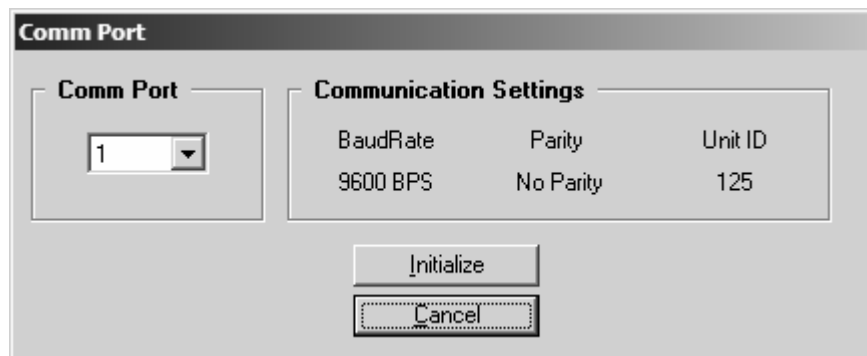 Comm Port
Comm Port
1
Communication Settings
BaudRate Parity Unit ID
9600 BPS No Parity 125
Initialize
Cancel